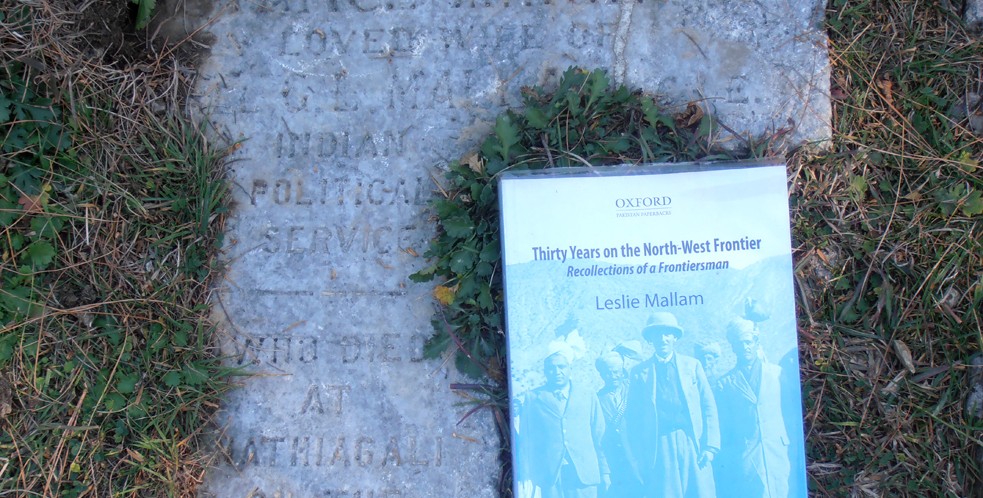 LOVED WIFE OF
INDIAN
POLITICAL
SERVICE
WHO DIED
AT
NATHIAGALI
OXFORD
PAKISTAN PAPERBACKS
Thirty Years on the North-West Frontier
Recollections of a Frontiersman
Leslie Mallam